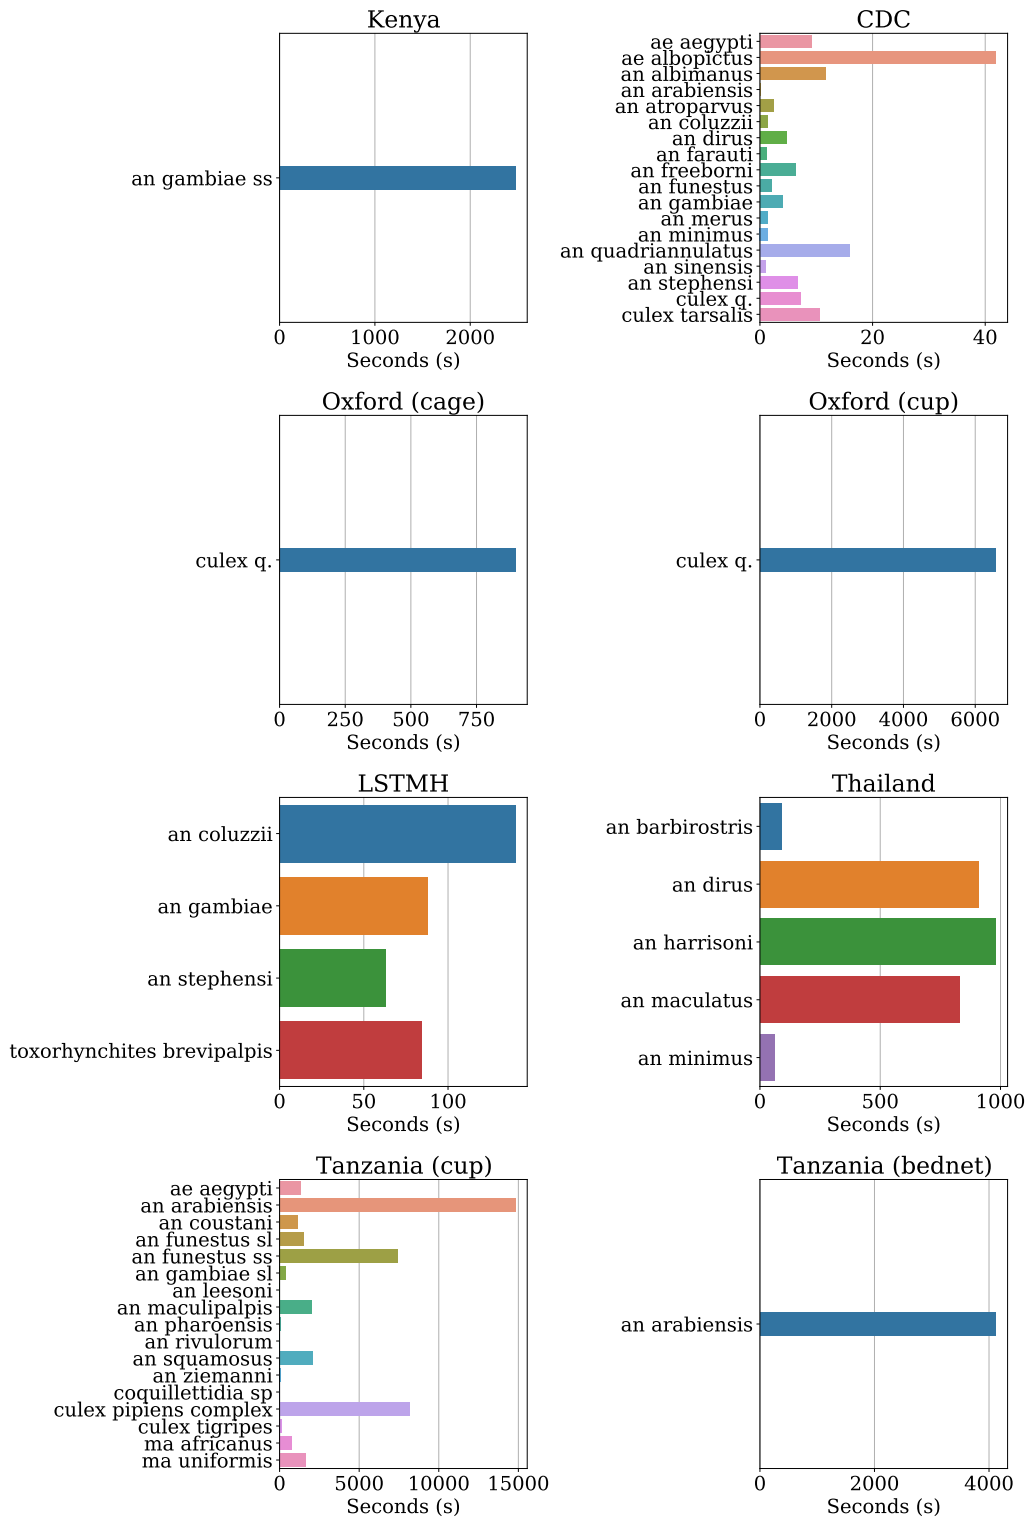 Kenya
an gambiae ss
0 1000 2000
Seconds (s)
CDC
ae aegypti
ae albopictus
an albimanus
an arabiensis
an atroparvus
an coluzzii
an dirus
an farauti
an freeborni
an funestus
an gambiae
an merus
an minimus
an quadriannulatus
an sinensis
an stephensi
culex q.
culex tarsalis
0 20 40
Seconds (s)
Oxford (cage)
culex q.
0 250 500 750
Seconds (s)
Oxford (cup)
culex q.
0 2000 4000 6000
Seconds (s)
LSTMH
an coluzzii
an gambiae
an stephensi
toxorhynchites brevipalpis
0 50 100
Seconds (s)
Thailand
an barbirostris
an dirus
an harrisoni
an maculatus
an minimus
0 500 1000
Seconds (s)
Tanzania (cup)
ae aegypti
an arabiensis
an coustani
an funestus sl
an funestus ss
an gambiae sl
an leesoni
an maculipalpis
an pharoensis
an rivulorum
an squamosus
an ziemanni
coquillettidia sp
culex pipiens complex
culex tigripes
ma africanus
ma uniformis
0 5000 10000 15000
Seconds (s)
Tanzania (bednet)
an arabiensis
0 2000 4000
Seconds (s)